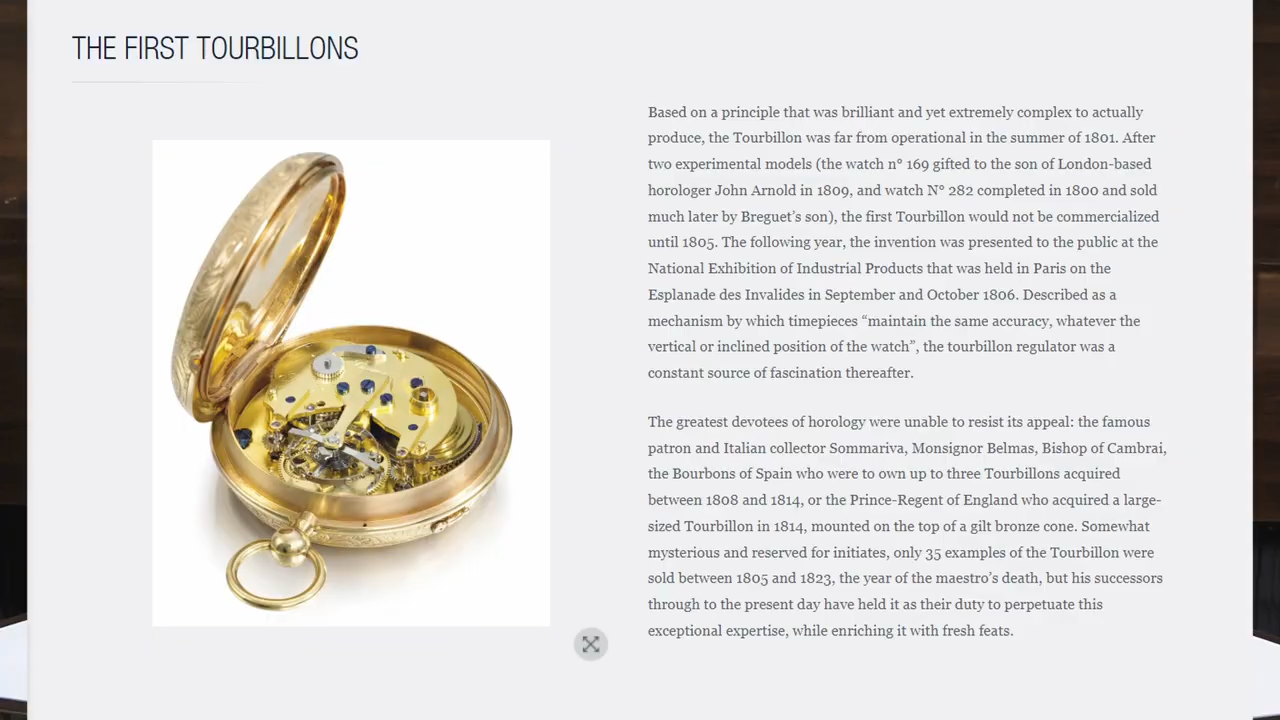 THE FIRST TOURBILLONS
Based on a principle that was brilliant and yet extremely complex to actually
produce, the Tourbillon was far from operational in the summer of 1801. After
two experimental models (the watch n° 169 gifted to the son of London-based
horologer John Arnold in 1809, and watch N° 282 completed in 1800 and sold
much later by Breguet's son), the first Tourbillon would not be commercialized
until 1805. The following year, the invention was presented to the public at the
National Exhibition of Industrial Products that was held in Paris on the
Esplanade des Invalides in September and October 1806. Described as a
mechanism by which timepieces “maintain the same accuracy, whatever the
vertical or inclined position of the watch”, the tourbillon regulator was a
constant source of fascination thereafter.
The greatest devotees of horology were unable to resist its appeal: the famous
patron and Italian collector Sommariva, Monsignor Belmas, Bishop of Cambrai,
the Bourbons of Spain who were to own up to three Tourbillons acquired
between 1808 and 1814, or the Prince-Regent of England who acquired a large-
sized Tourbillon in 1814, mounted on the top of a gilt bronze cone. Somewhat
mysterious and reserved for initiates, only 35 examples of the Tourbillon were
sold between 1805 and 1823, the year of the maestro's death, but his successors
through to the present day have held it as their duty to perpetuate this
exceptional expertise, while enriching it with fresh feats.